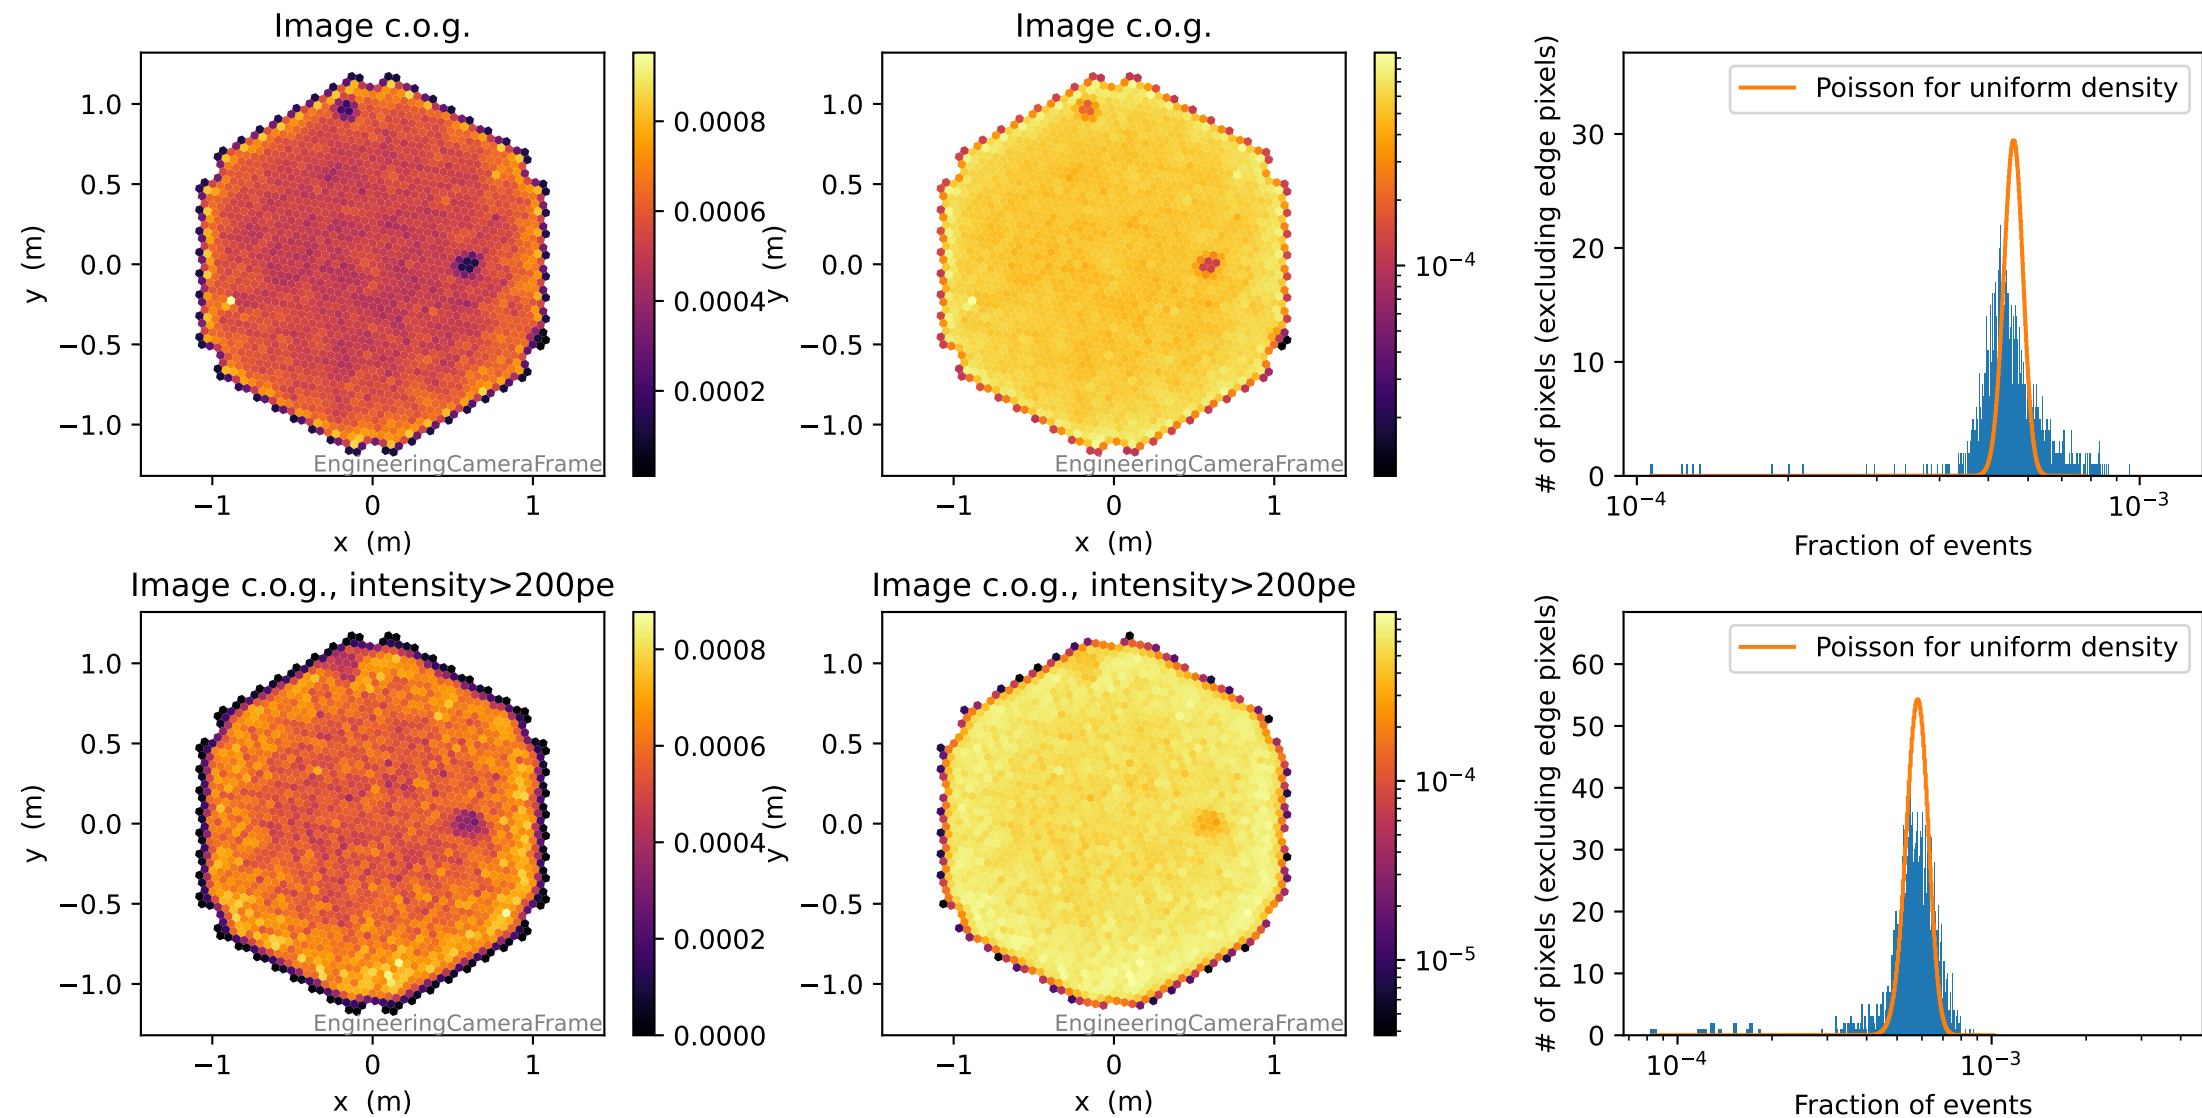 Image c.o.g.
1.0
0.5
0.0
−0.5
−1.0
y (m)
−1
0
1
x (m)
EngineeringCameraFrame
0.0008
0.0006
0.0004
0.0002
Image c.o.g.
1.0
0.5
0.0
−0.5
−1.0
y (m)
−1
0
1
x (m)
EngineeringCameraFrame
10⁻⁴
Poisson for uniform density
# of pixels (excluding edge pixels)
30
20
10
0
10⁻⁴
10⁻³
Fraction of events
Image c.o.g., intensity>200pe
1.0
0.5
0.0
−0.5
−1.0
y (m)
−1
0
1
x (m)
EngineeringCameraFrame
0.0008
0.0006
0.0004
0.0002
0.0000
Image c.o.g., intensity>200pe
1.0
0.5
0.0
−0.5
−1.0
y (m)
−1
0
1
x (m)
EngineeringCameraFrame
10⁻⁴
10⁻⁵
Poisson for uniform density
# of pixels (excluding edge pixels)
60
50
40
30
20
10
0
10⁻⁴
10⁻³
Fraction of events